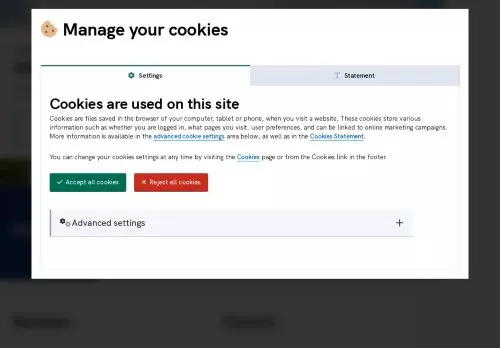 Manage your cookies
Settings
Statement
Cookies are used on this site
Cookies are files saved in the browser of your computer, tablet or phone, when you visit a website. These cookies store various
information such as whether you are logged in, what pages you visit, user preferences, and can be linked to online marketing campaigns.
More information is available in the advanced cookie settings area below, as well as in the Cookies Statement.
You can change your cookies settings at any time by visiting the Cookies page or from the Cookies link in the footer.
Accept all cookies
Reject all cookies
Advanced settings